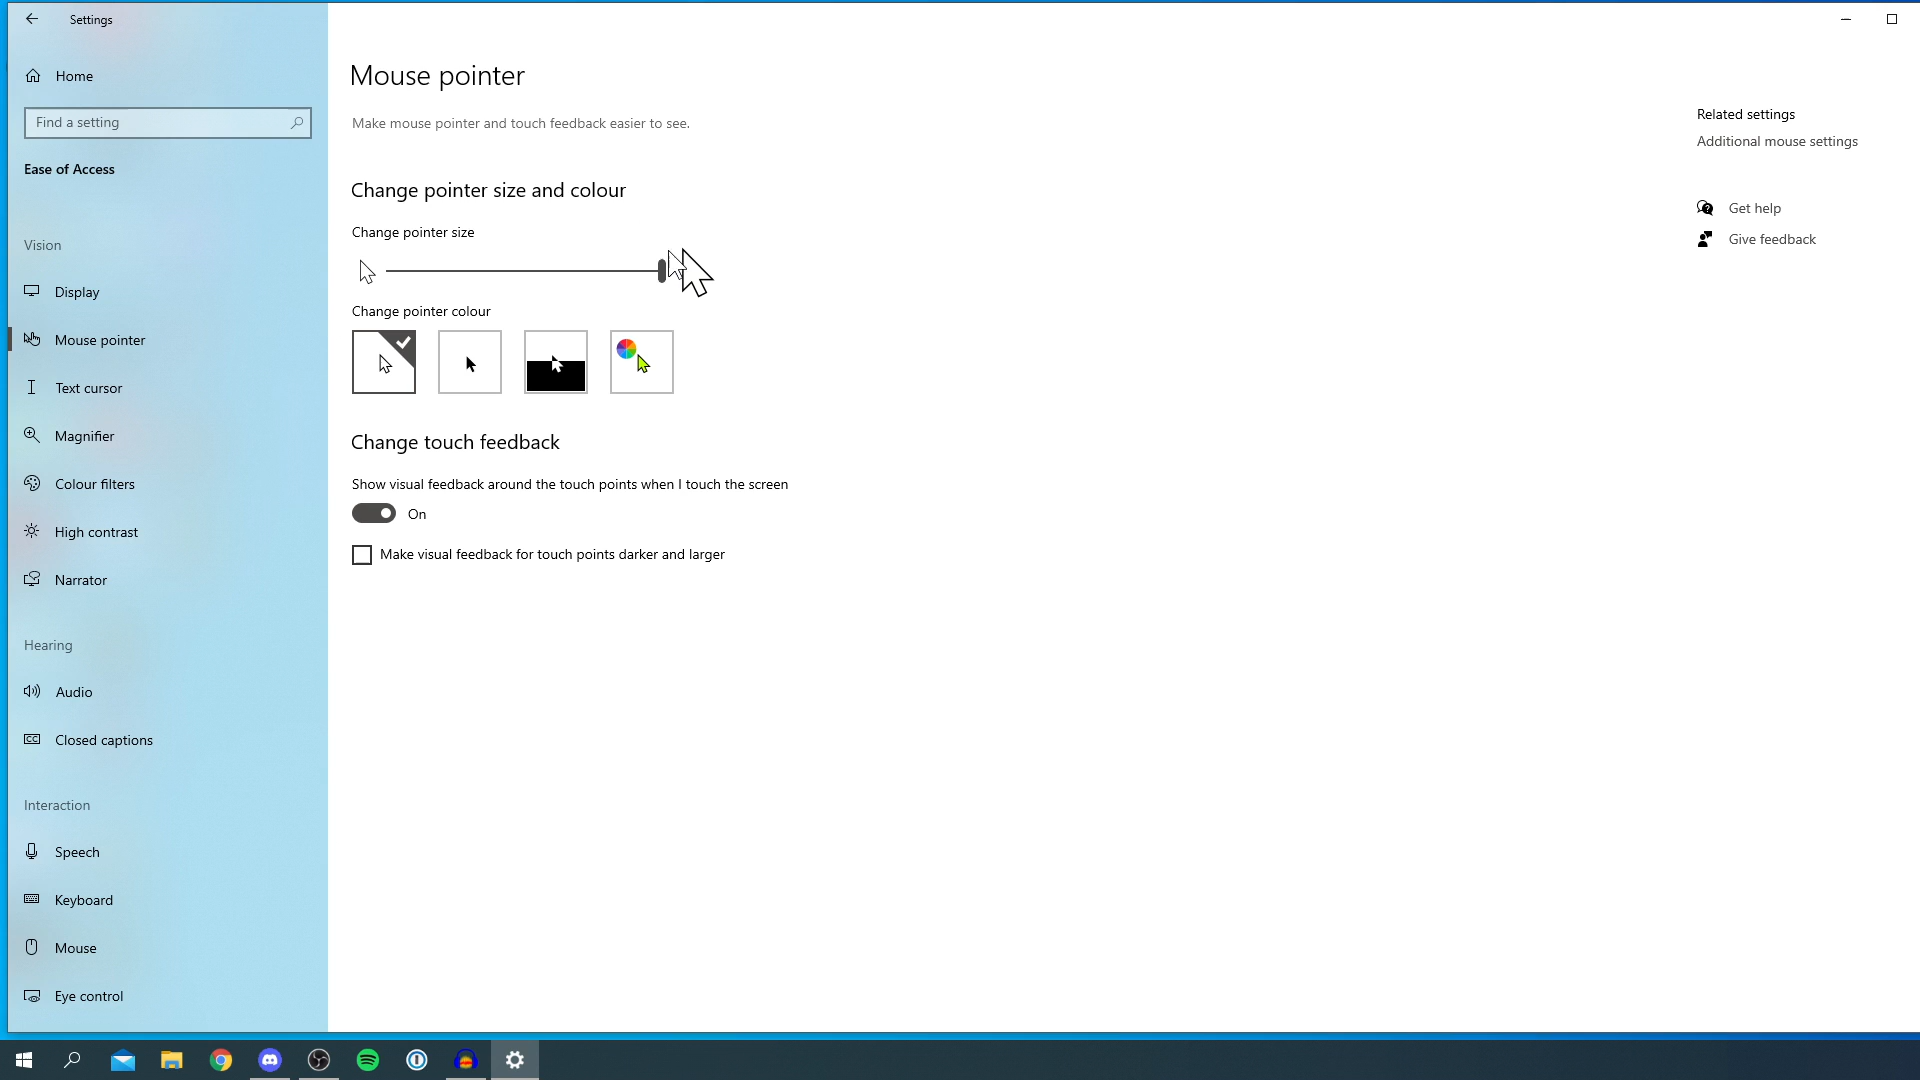 Settings
Home
Find a setting
Ease of Access
Vision
Display
Mouse pointer
Text cursor
Magnifier
Colour filters
High contrast
Narrator
Hearing
Audio
CC Closed captions
Interaction
Speech
Keyboard
Mouse
Eye control
Mouse pointer
Make mouse pointer and touch feedback easier to see.
Change pointer size and colour
Change pointer size
Change pointer colour
Change touch feedback
Show visual feedback around the touch points when I touch the screen
On
Make visual feedback for touch points darker and larger
Related settings
Additional mouse settings
Get help
Give feedback